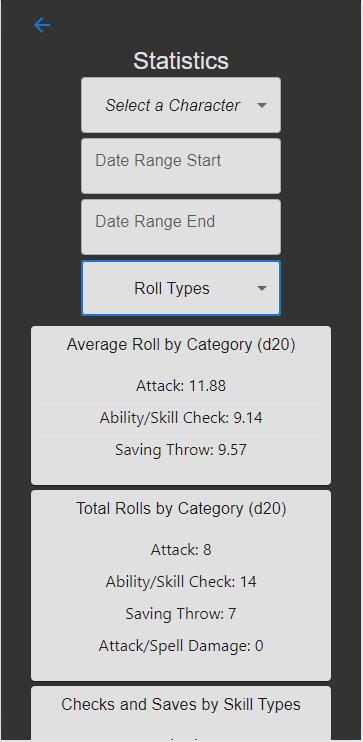 Statistics
Select a Character
Date Range Start
Date Range End
Roll Types
Average Roll by Category (d20)
Attack: 11.88
Ability/Skill Check: 9.14
Saving Throw: 9.57
Total Rolls by Category (d20)
Attack: 8
Ability/Skill Check: 14
Saving Throw: 7
Attack/Spell Damage: 0
Checks and Saves by Skill Types